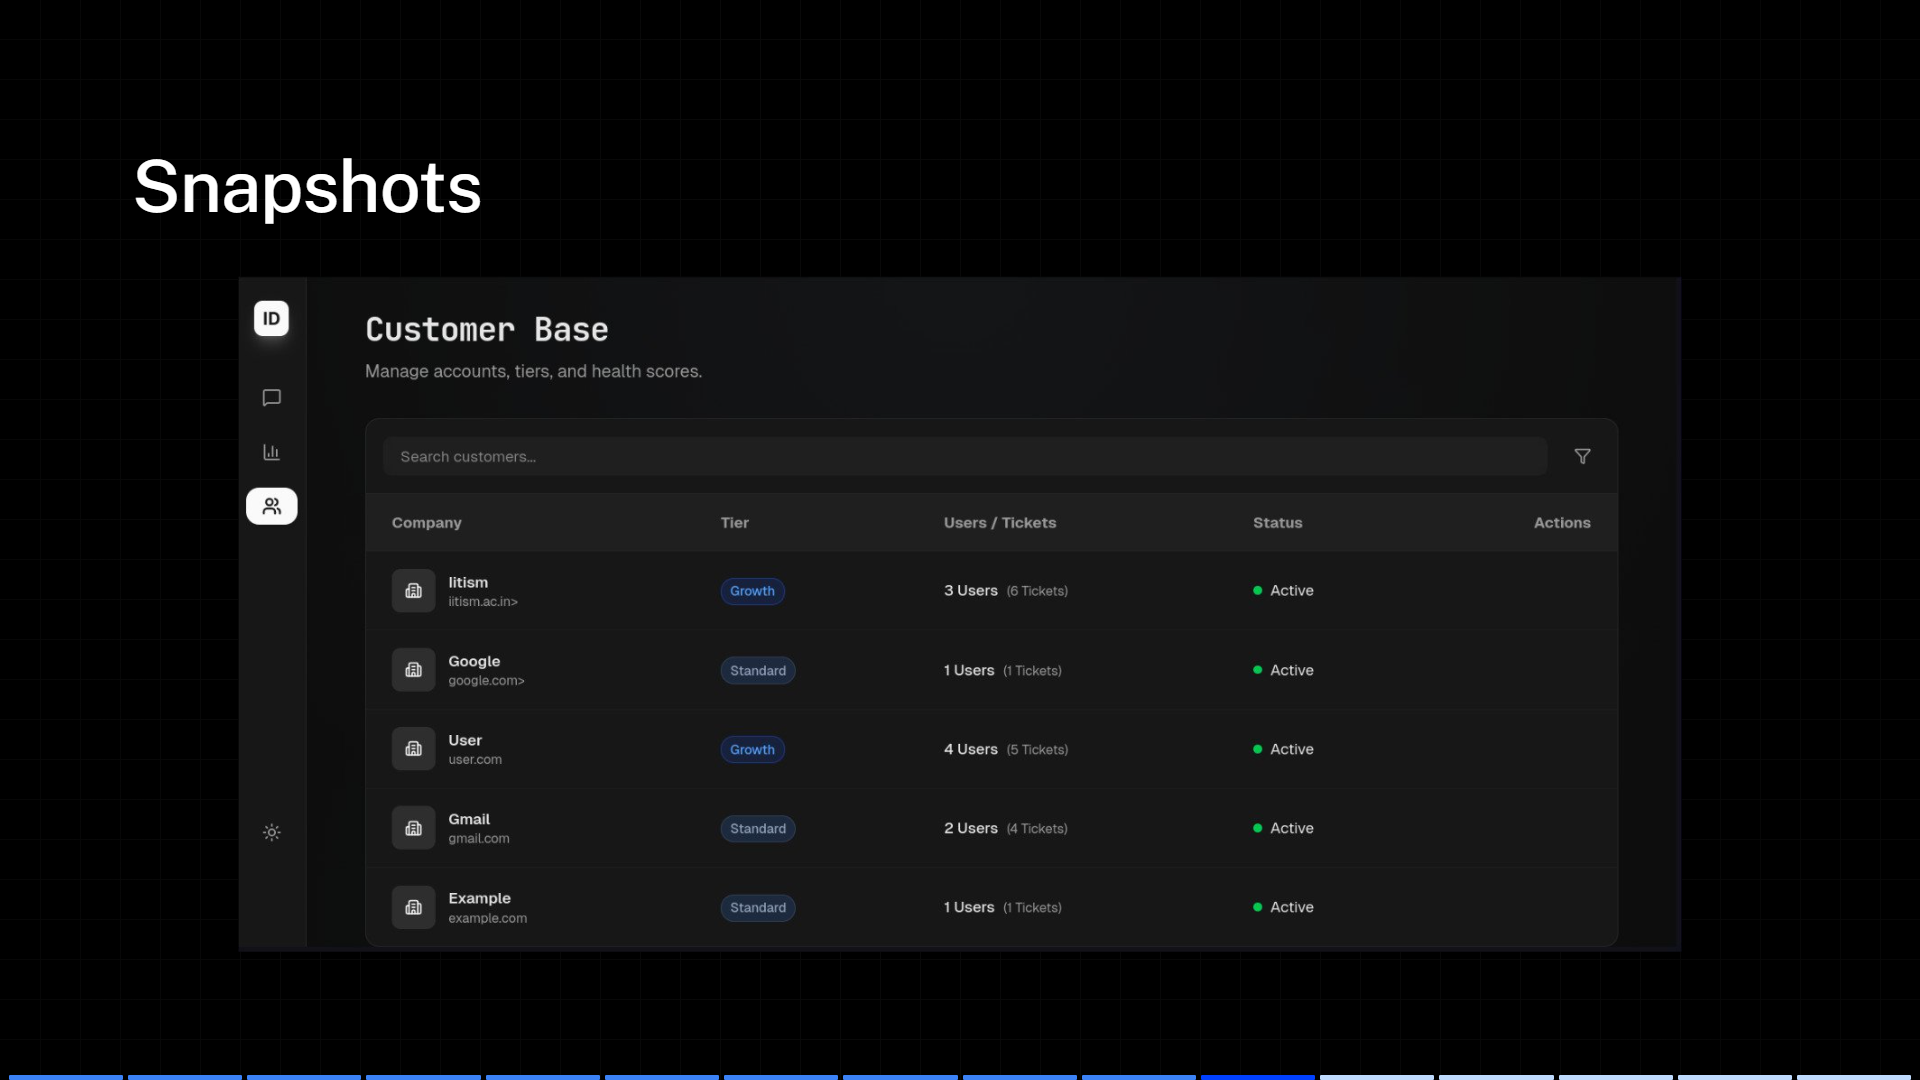 Snapshots
ID
Customer Base
Manage accounts, tiers, and health scores.
Search customers...
Company Tier Users / Tickets Status Actions
Iitism
iitism.ac.in>
Growth 3 Users (6 Tickets) Active
Google
google.com>
Standard 1 Users (1 Tickets) Active
User
user.com
Growth 4 Users (5 Tickets) Active
Gmail
gmail.com
Standard 2 Users (4 Tickets) Active
Example
example.com
Standard 1 Users (1 Tickets) Active